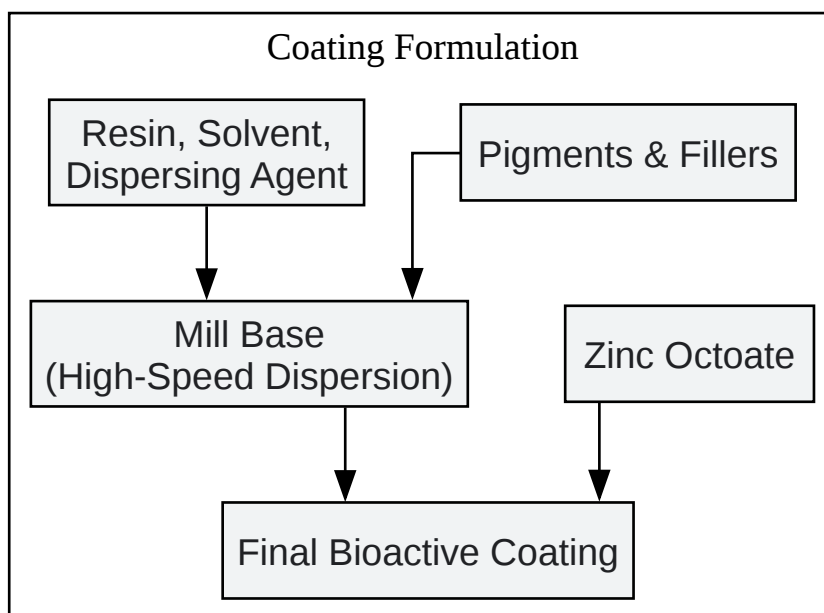 Coating Formulation
Resin, Solvent,
Dispersing Agent
Pigments & Fillers
Mill Base
(High-Speed Dispersion)
Zinc Octoate
Final Bioactive Coating